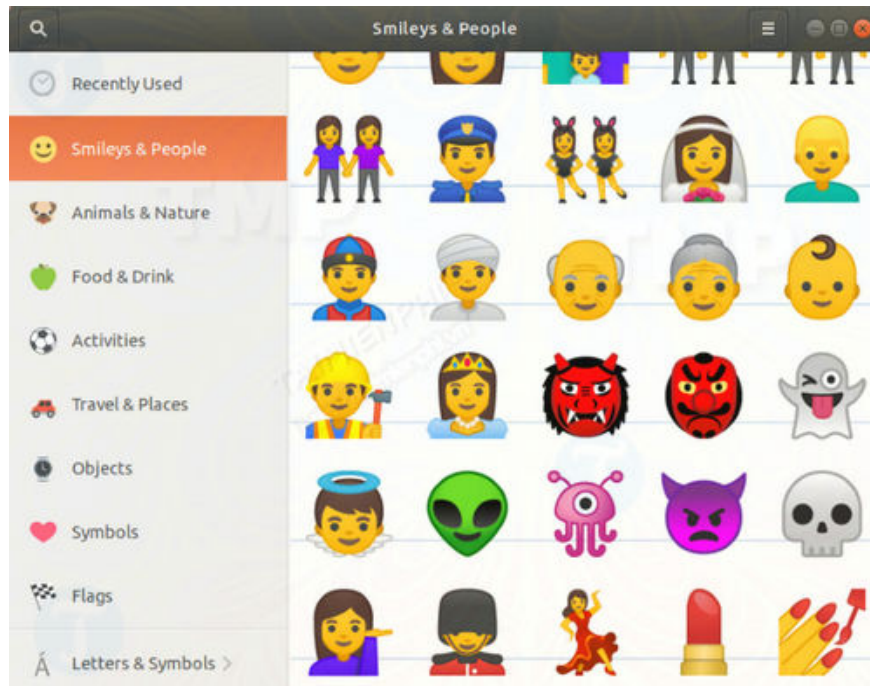 Smileys & People
Recently Used
Smileys & People
Animals & Nature
Food & Drink
Activities
Travel & Places
Objects
Symbols
Flags
Á Letters & Symbols >